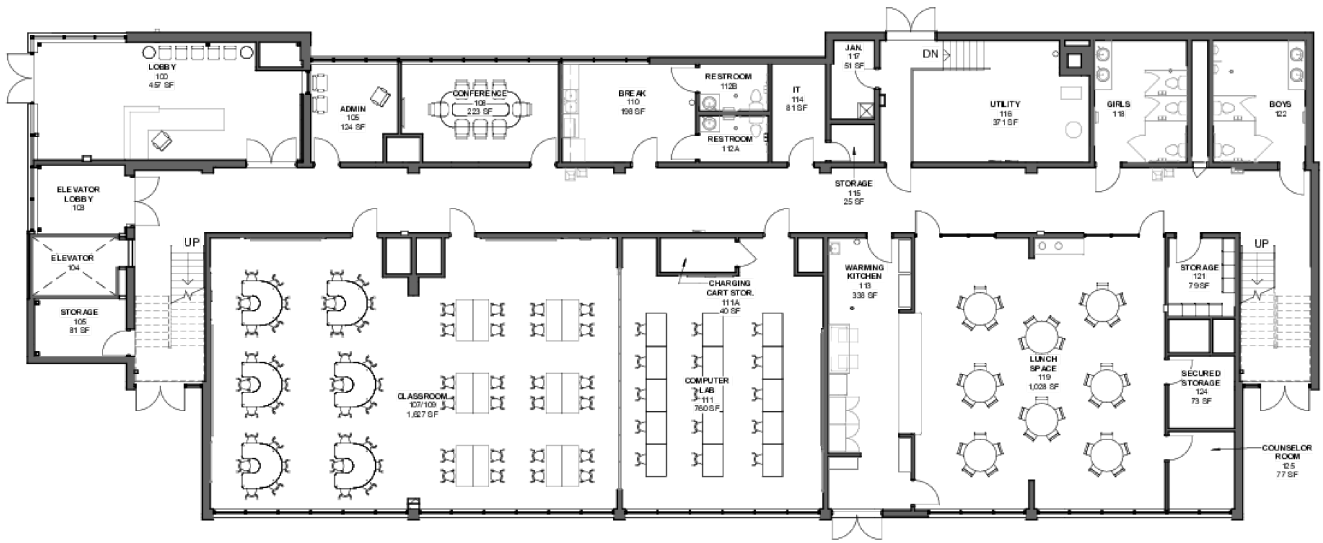 LOBBY
100
457 SF
ADMIN
105
124 SF
CONFERENCE
108
223 SF
BREAK
110
198 SF
RESTROOM
112B
RESTROOM
112A
IT
114
81 SF
JAN.
117
51 SF
DN
UTILITY
116
371 SF
GIRLS
118
BOYS
122
STORAGE
115
25 SF
ELEVATOR
LOBBY
103
ELEVATOR
104
STORAGE
105
81 SF
UP
CLASSROOM
107/109
1,627 SF
CHARGING
CART STOR.
111A
40 SF
COMPUTER
LAB
111
760 SF
WARMING
KITCHEN
113
336 SF
LUNCH
SPACE
119
1,028 SF
STORAGE
121
79 SF
UP
SECURED
STORAGE
124
73 SF
COUNSELOR
ROOM
125
77 SF